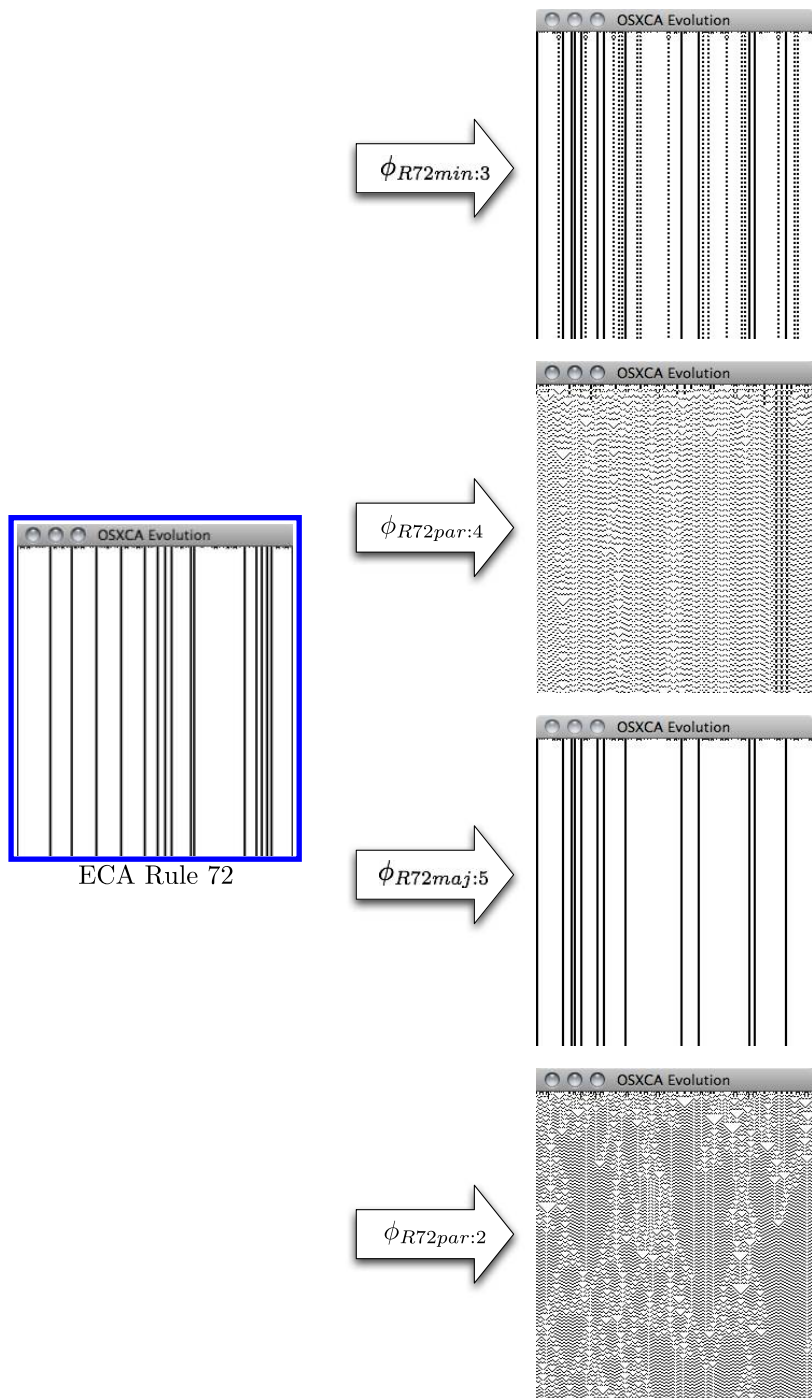 OSXCA Evolution
ϕR72min:3
OSXCA Evolution
ϕR72par:4
OSXCA Evolution
ECA Rule 72
OSXCA Evolution
ϕR72maj:5
OSXCA Evolution
ϕR72par:2